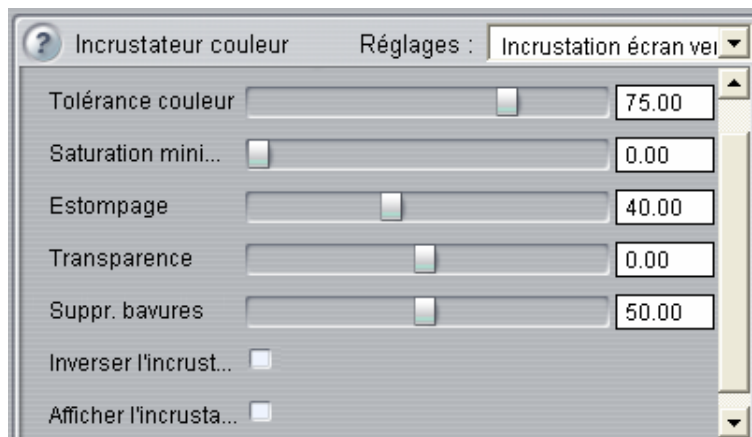 ? Incrustateur couleur Réglages : Incrustation écran ver
Tolérance couleur 75.00
Saturation mini... 0.00
Estompage 40.00
Transparence 0.00
Suppr. bavures 50.00
Inverser l'incrust...
Afficher l'incrusta...